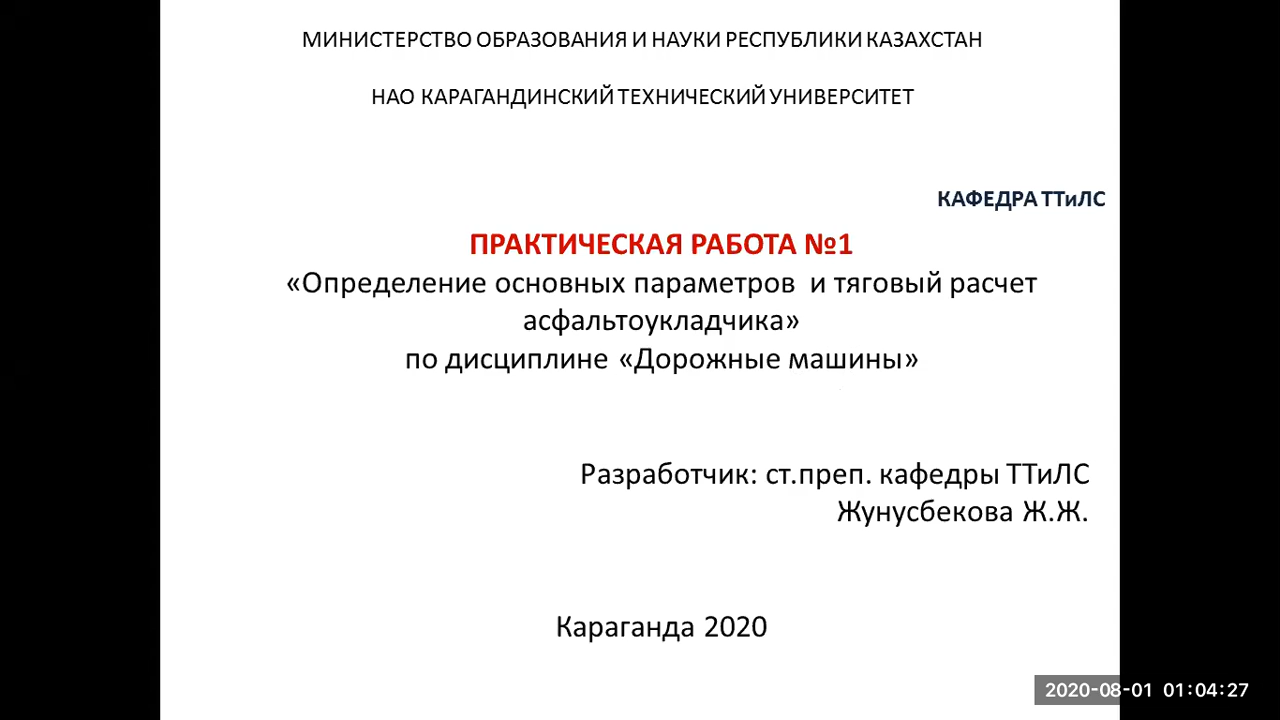 МИНИСТЕРСТВО ОБРАЗОВАНИЯ И НАУКИ РЕСПУБЛИКИ КАЗАХСТАН
НАО КАРАГАНДИНСКИЙ ТЕХНИЧЕСКИЙ УНИВЕРСИТЕТ
КАФЕДРА ТТиЛС
ПРАКТИЧЕСКАЯ РАБОТА №1
«Определение основных параметров и тяговый расчет
асфальтоукладчика»
по дисциплине «Дорожные машины»
Разработчик: ст.преп. кафедры ТТиЛС
Жунусбекова Ж.Ж.
Караганда 2020
2020-08-01 01:04:27